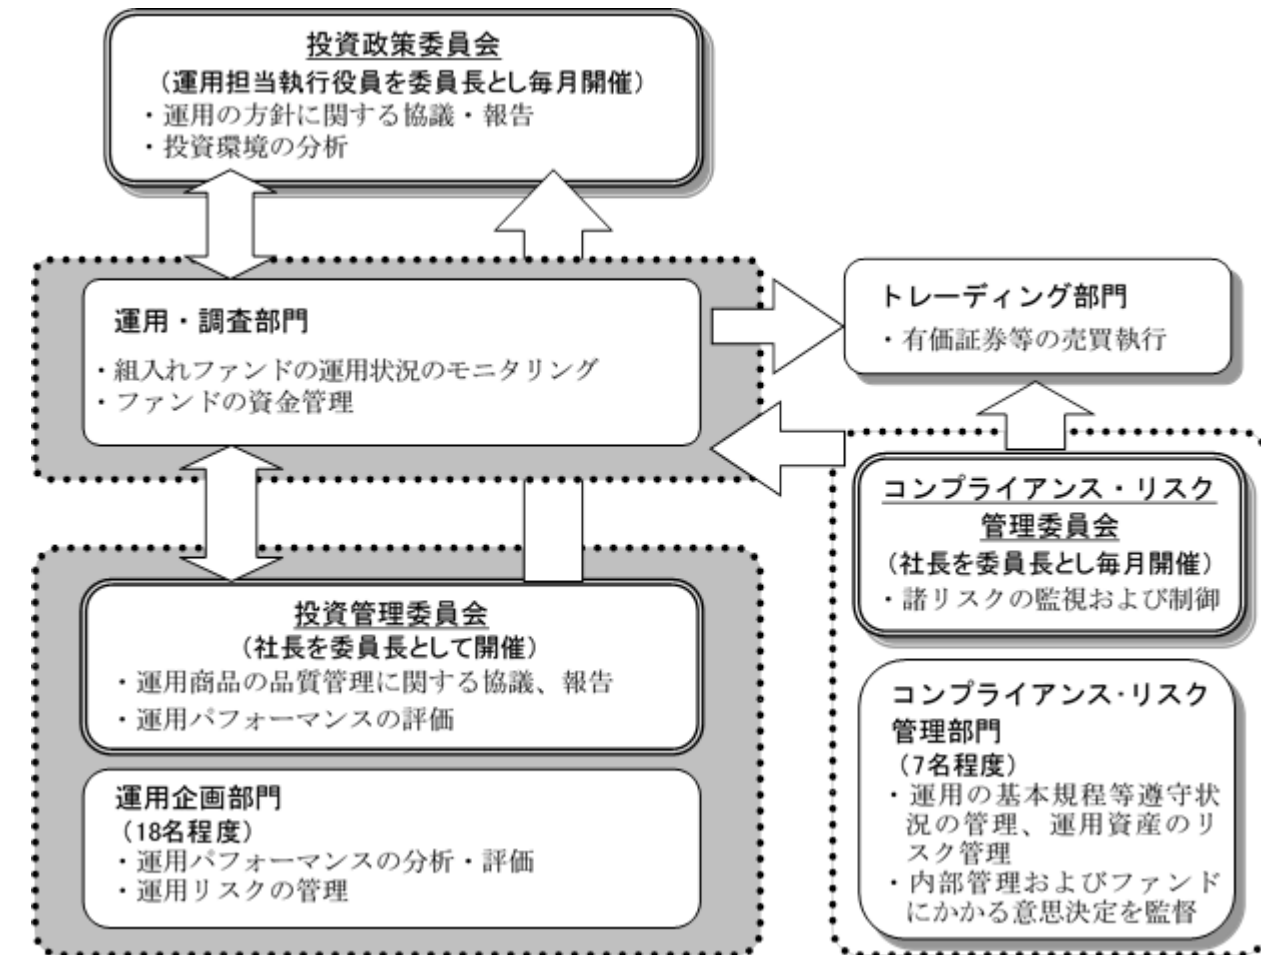 投資政策委員会
（運用担当執行役員を委員長とし毎月開催）
・運用の方針に関する協議・報告
・投資環境の分析
運用・調査部門
・組入れファンドの運用状況のモニタリング
・ファンドの資金管理
トレーディング部門
・有価証券等の売買執行
コンプライアンス・リスク
管理委員会
（社長を委員長とし毎月開催）
・諸リスクの監視および制御
投資管理委員会
（社長を委員長として開催）
・運用商品の品質管理に関する協議、報告
・運用パフォーマンスの評価
運用企画部門
（18名程度）
・運用パフォーマンスの分析・評価
・運用リスクの管理
コンプライアンス・リスク
管理部門
（7名程度）
・運用の基本規程等遵守状
況の管理、運用資産のリ
スク管理
・内部管理およびファンド
にかかる意思決定を監督